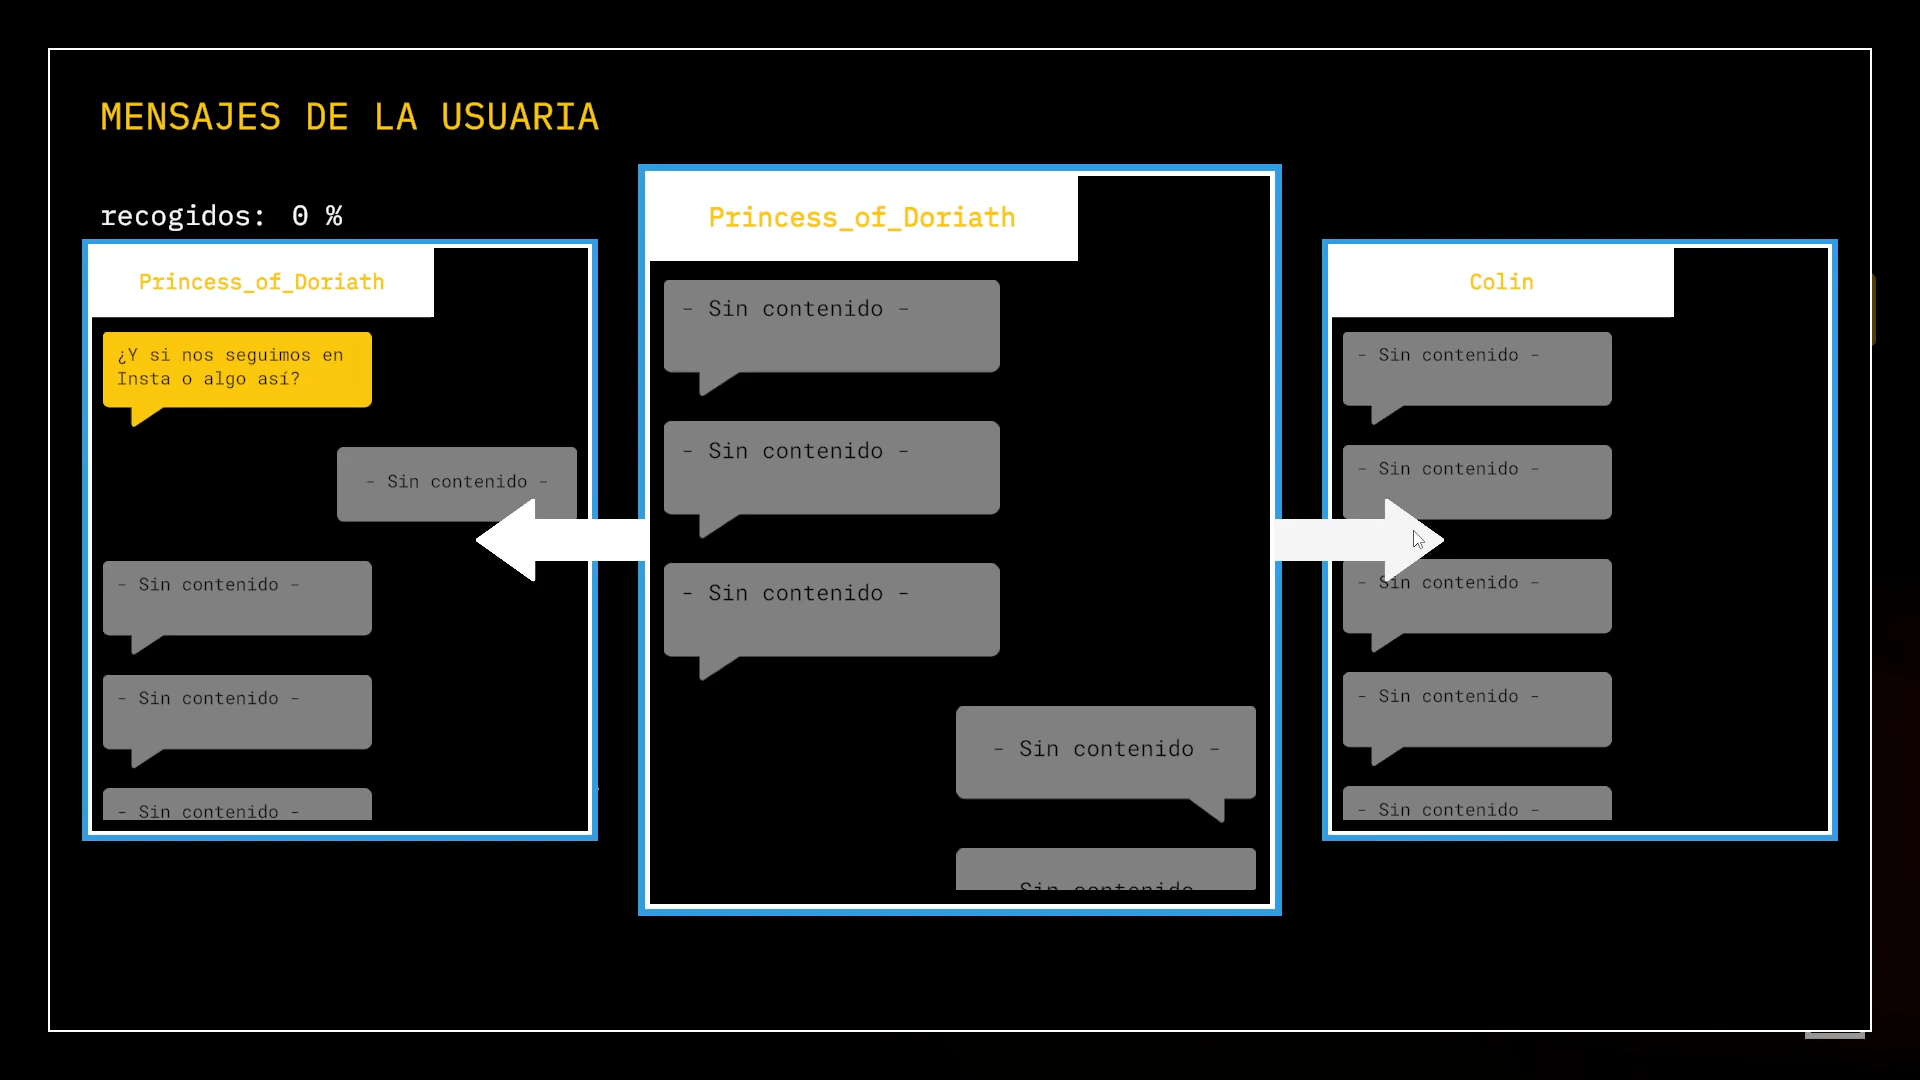 MENSAJES DE LA USUARIA
recogidos: 0 %
Princess_of_Doriath
¿Y si nos seguimos en
Insta o algo así?
- Sin contenido -
- Sin contenido -
- Sin contenido -
- Sin contenido -
Princess_of_Doriath
- Sin contenido -
- Sin contenido -
- Sin contenido -
- Sin contenido -
Sin contenido
Colin
- Sin contenido -
- Sin contenido -
- Sin contenido -
- Sin contenido -
- Sin contenido -